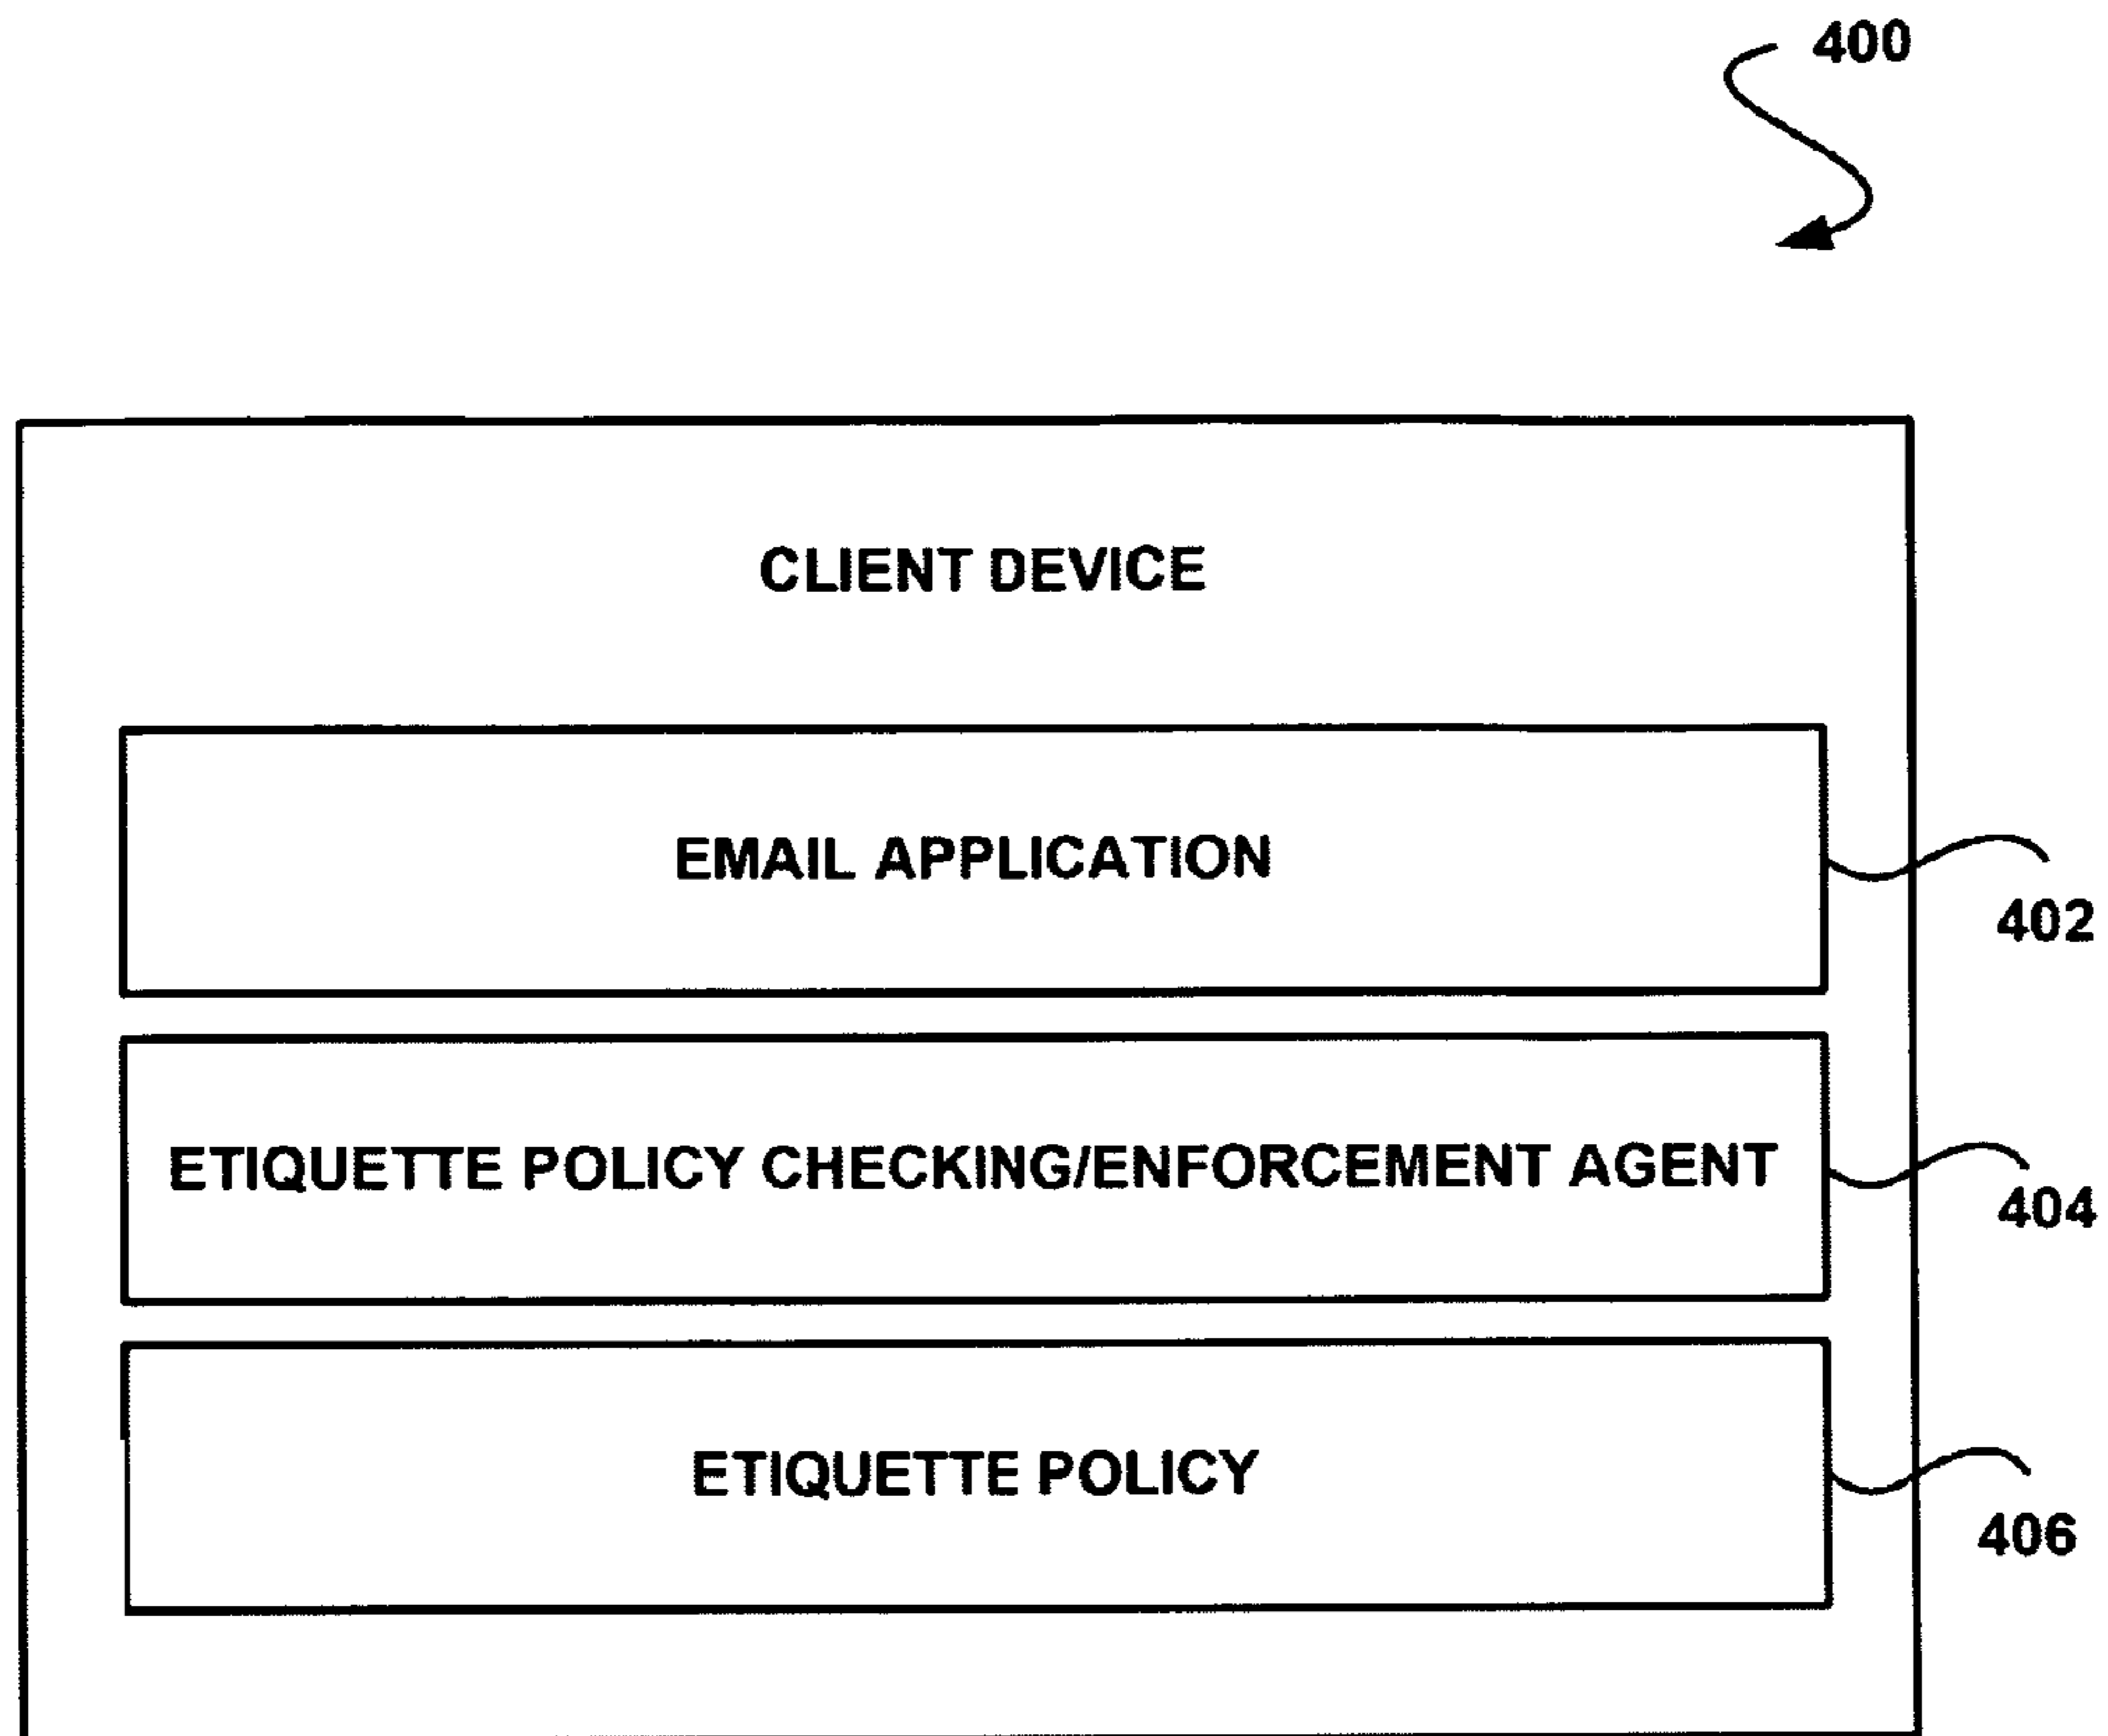 400
CLIENT DEVICE
EMAIL APPLICATION
402
ETIQUETTE POLICY CHECKING/ENFORCEMENT AGENT
404
ETIQUETTE POLICY
406